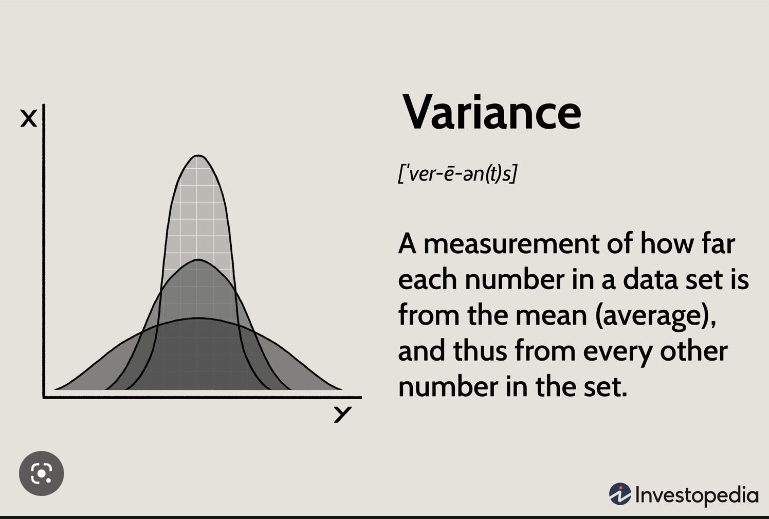 X
Variance
['ver-ē-ən(t)s]
A measurement of how far
each number in a data set is
from the mean (average),
and thus from every other
number in the set.
Y
Investopedia